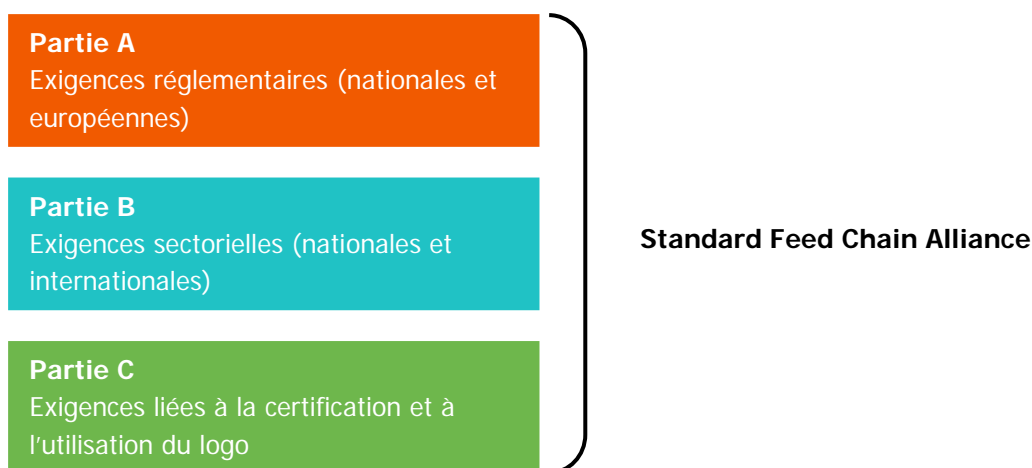 Partie A
Exigences réglementaires (nationales et
européennes)
Partie B
Exigences sectorielles (nationales et
internationales)
Standard Feed Chain Alliance
Partie C
Exigences liées à la certification et à
l'utilisation du logo